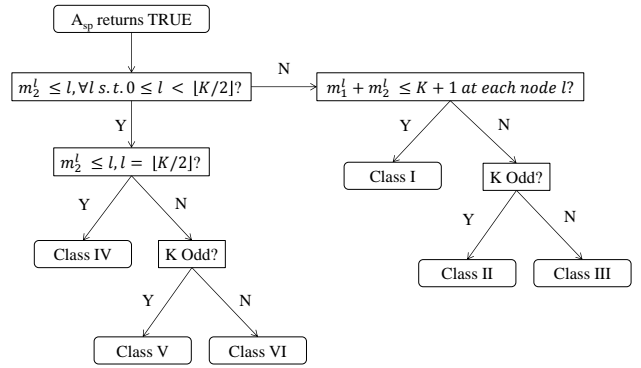 A_sp returns TRUE
N
m_2^l ≤ l, ∀l s.t. 0 ≤ l < ⌊K/2⌋?
m_1^l + m_2^l ≤ K + 1 at each node l?
Y
Y
N
m_2^l ≤ l, l = ⌊K/2⌋?
Class I
K Odd?
Y
N
Y
N
Class IV
K Odd?
Class II
Class III
Y
N
Class V
Class VI